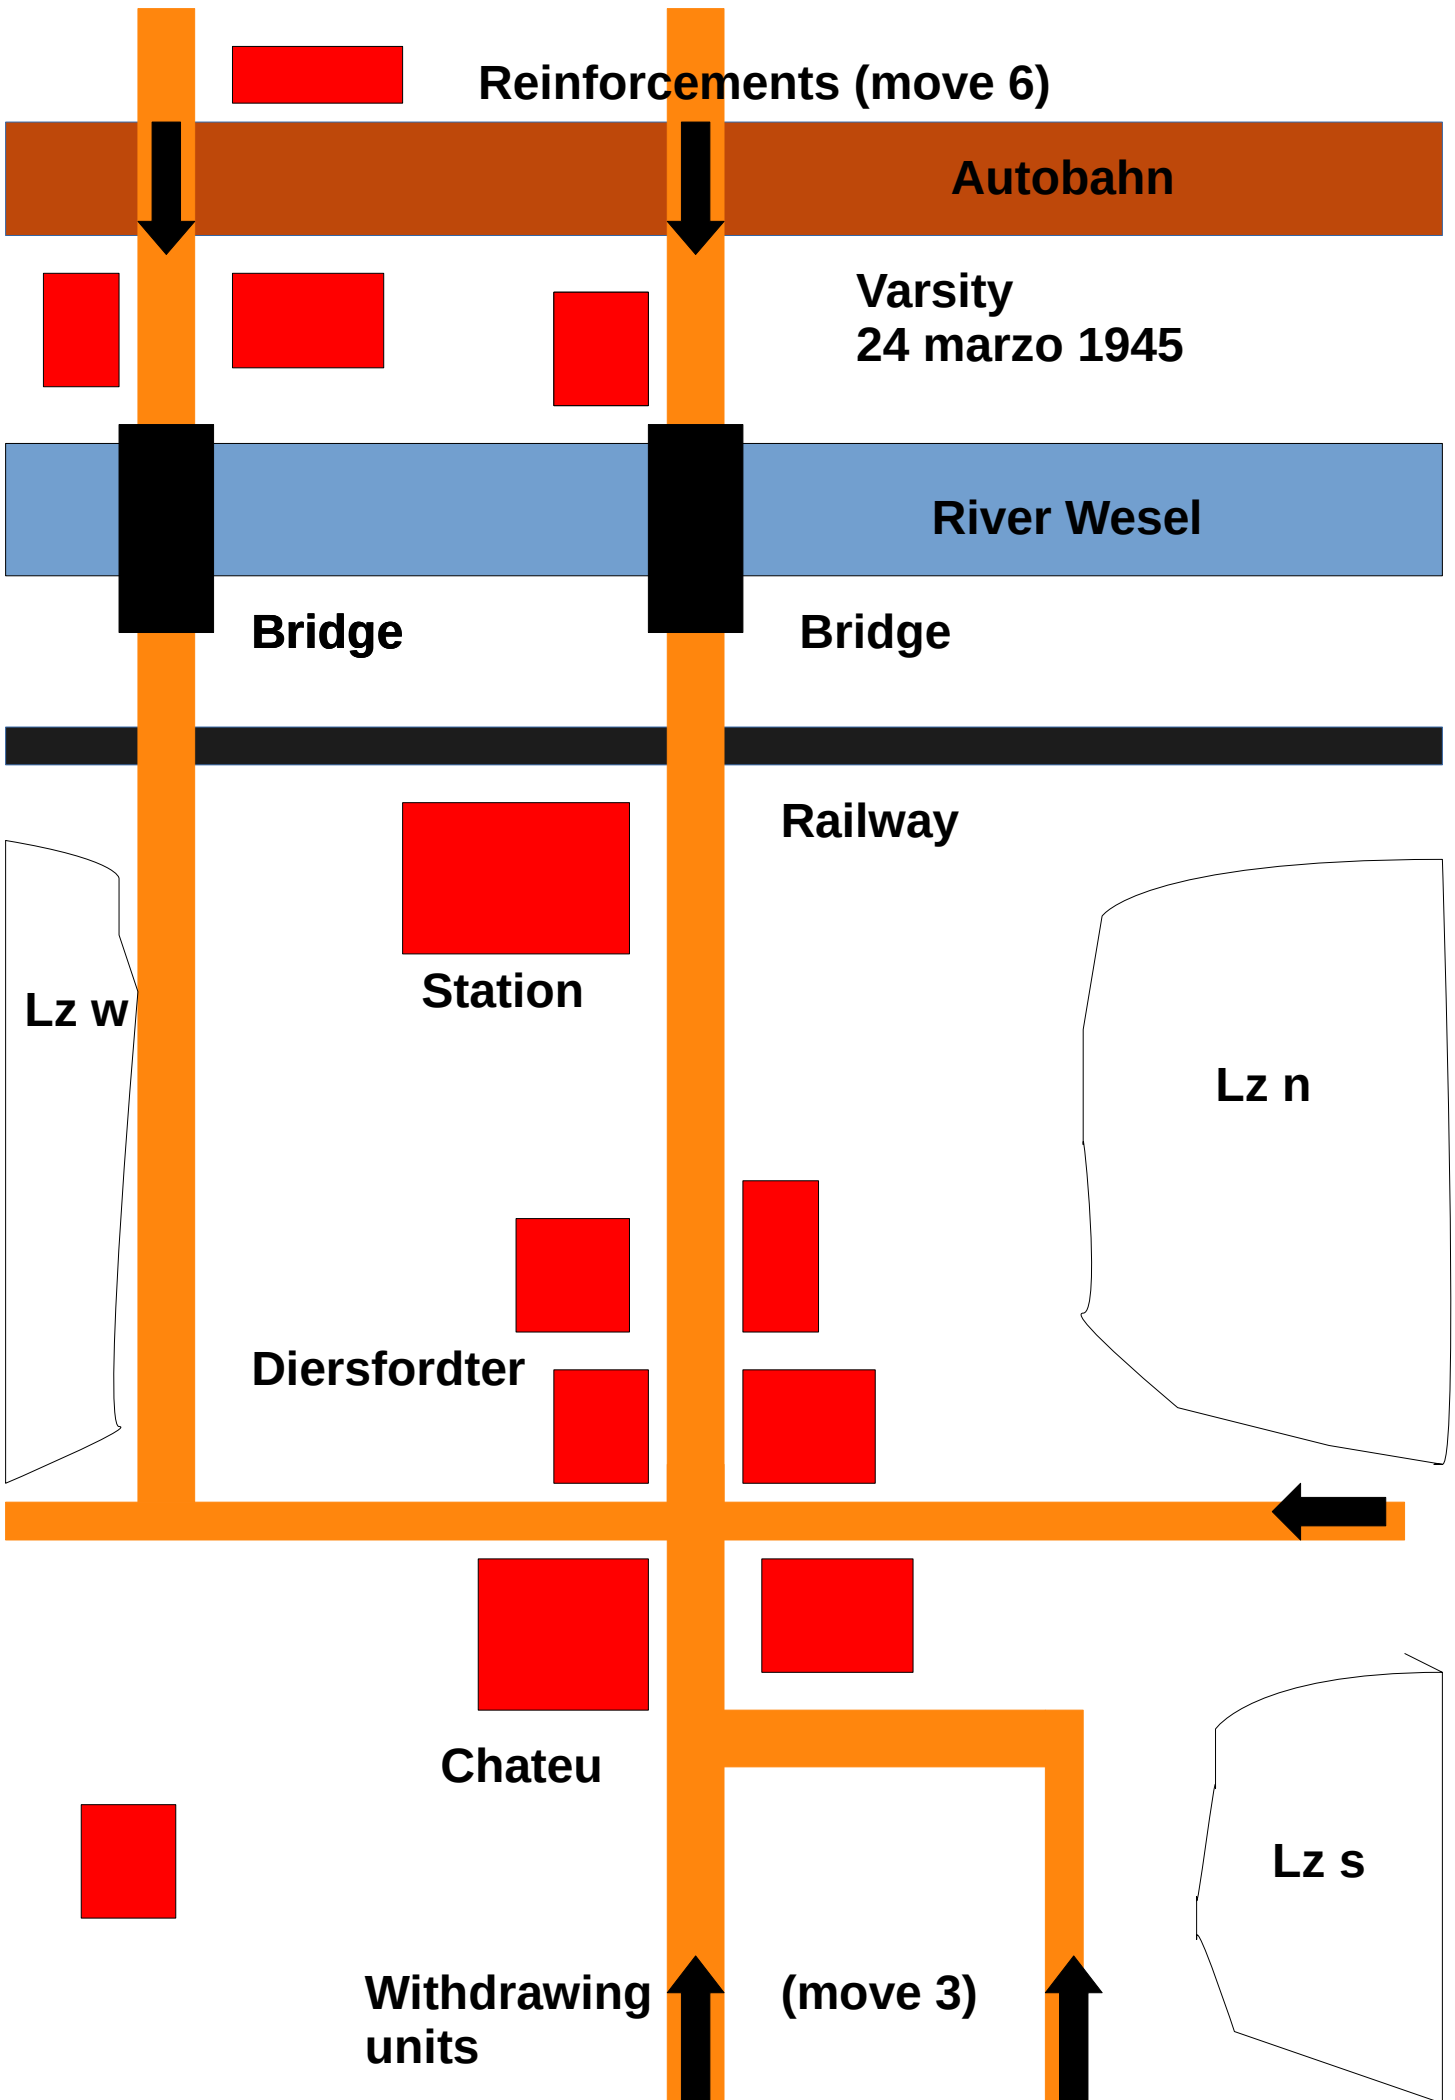 Reinforcements (move 6)
Autobahn
Varsity
24 marzo 1945
River Wesel
Bridge
Bridge
Railway
Station
Lz w
Lz n
Diersfordter
Chateu
Lz s
Withdrawing
units
(move 3)